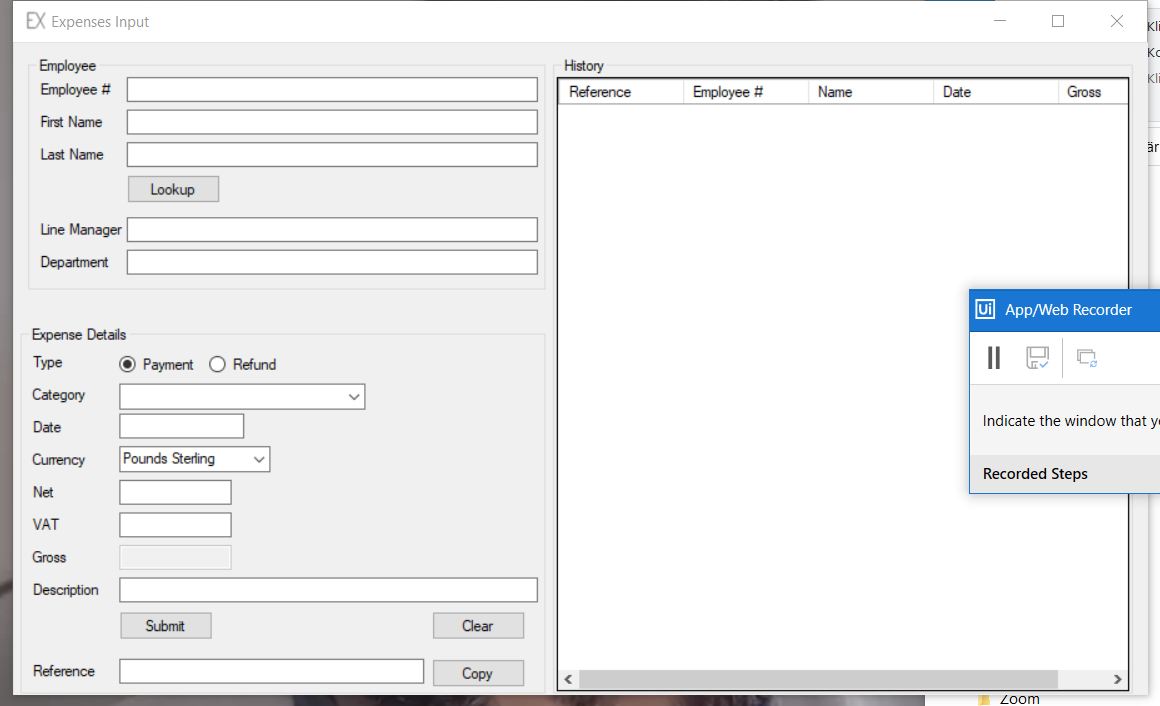 EX Expenses Input
Employee
Employee #
First Name
Last Name
Lookup
Line Manager
Department
Expense Details
Type Payment Refund
Category
Date
Currency Pounds Sterling
Net
VAT
Gross
Description
Submit Clear
Reference Copy
History
Reference Employee # Name Date Gross
Ui App/Web Recorder
Indicate the window that y
Recorded Steps
Kli
Ko
Kli
är
Zoom